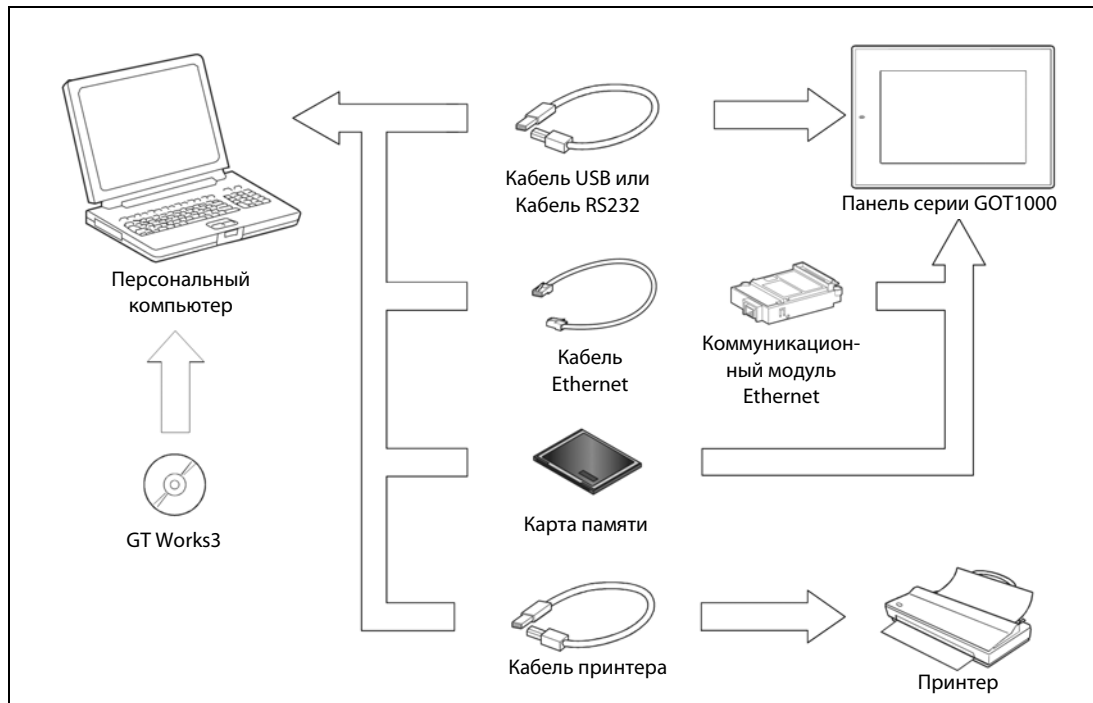 Кабель USB или
Кабель RS232
Панель серии GOT1000
Персональный
компьютер
Кабель
Ethernet
Коммуникацион-
ный модуль
Ethernet
GT Works3
Карта памяти
Кабель принтера
Принтер